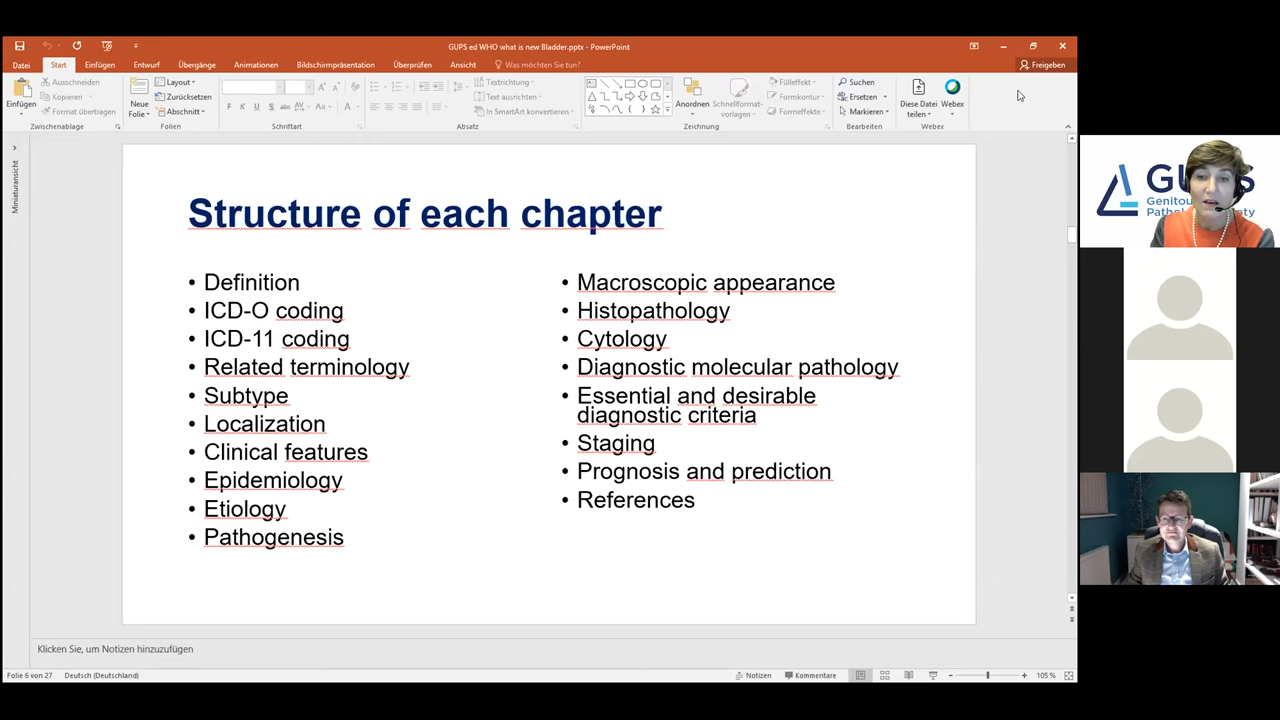 GUPS ed WHO what is new Bladder.pptx - PowerPoint
Datei Start Einfügen Entwurf Übergänge Animationen Bildschirmpräsentation Überprüfen Ansicht Was möchten Sie tun? Freigeben
Einfügen
Ausschneiden
Kopieren
Format übertragen
Zwischenablage
Neue
Folie
Layout
Zurücksetzen
Abschnitt
Folien
F K U S
Schriftart
Textrichtung
Text ausrichten
In SmartArt konvertieren
Absatz
Anordnen
Schnellformat-
vorlagen
Fülleffekt
Formkontur
Formeffekte
Zeichnung
Suchen
Ersetzen
Markieren
Bearbeiten
Diese Datei
teilen
Webex
Webex
Miniaturansicht
Structure of each chapter
• Definition
• ICD-O coding
• ICD-11 coding
• Related terminology
• Subtype
• Localization
• Clinical features
• Epidemiology
• Etiology
• Pathogenesis
• Macroscopic appearance
• Histopathology
• Cytology
• Diagnostic molecular pathology
• Essential and desirable
diagnostic criteria
• Staging
• Prognosis and prediction
• References
Klicken Sie, um Notizen hinzuzufügen
Folie 6 von 27 Deutsch (Deutschland) Notizen Kommentare 105 %